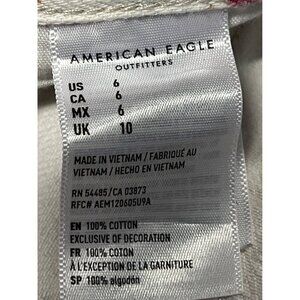 AMERICAN EAGLE
OUTFITTERS
US 6
CA 6
MX 6
UK 10
MADE IN VIETNAM / FABRIQUÉ AU
VIETNAM / HECHO EN VIETNAM
RN 54485/CA 03873
RFC# AEM120605U9A
EN 100% COTTON
EXCLUSIVE OF DECORATION
FR 100% COTON
À L'EXCEPTION DE LA GARNITURE
SP 100% algodón